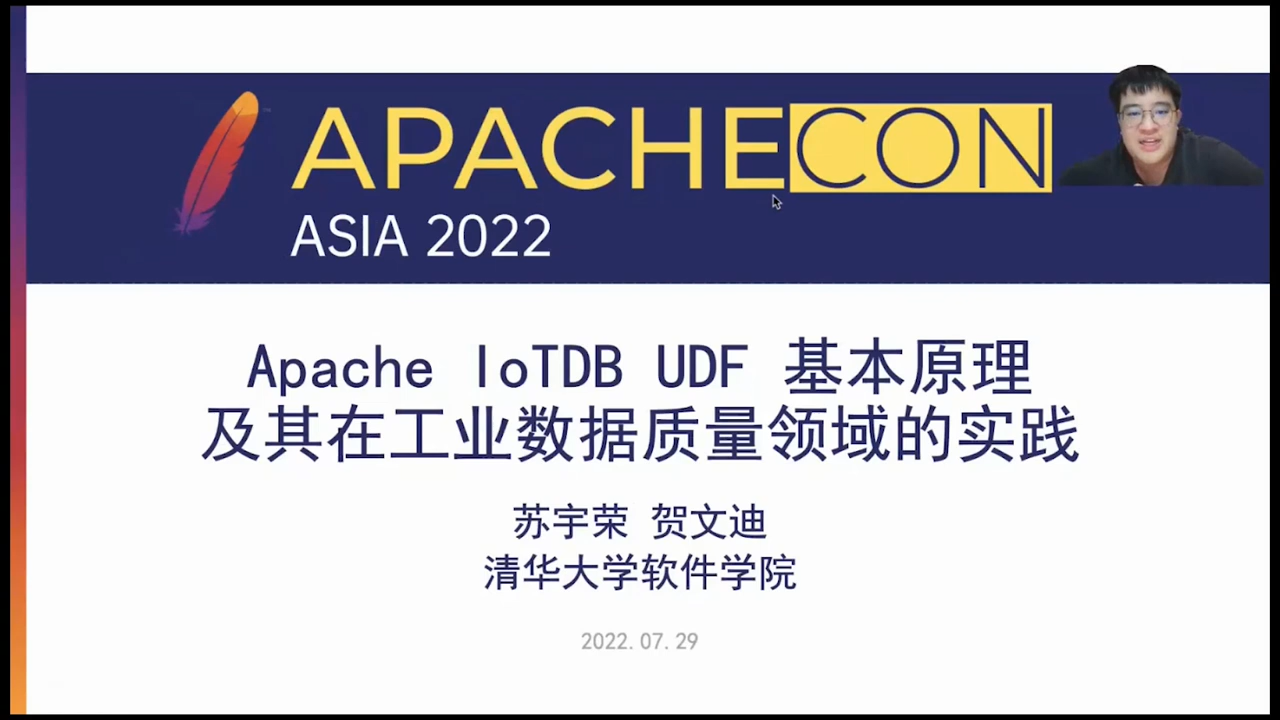 APACHECON
ASIA 2022
Apache IoTDB UDF 基本原理
及其在工业数据质量领域的实践
苏宇荣 贺文迪
清华大学软件学院
2022.07.29